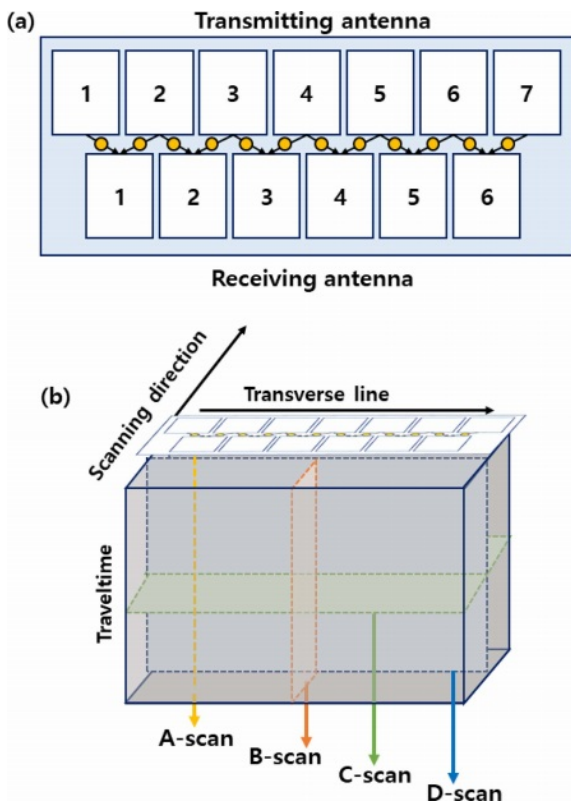 (a)
Transmitting antenna
1 2 3 4 5 6 7
1 2 3 4 5 6
Receiving antenna
(b)
Scanning direction
Transverse line
Traveltime
A-scan
B-scan
C-scan
D-scan